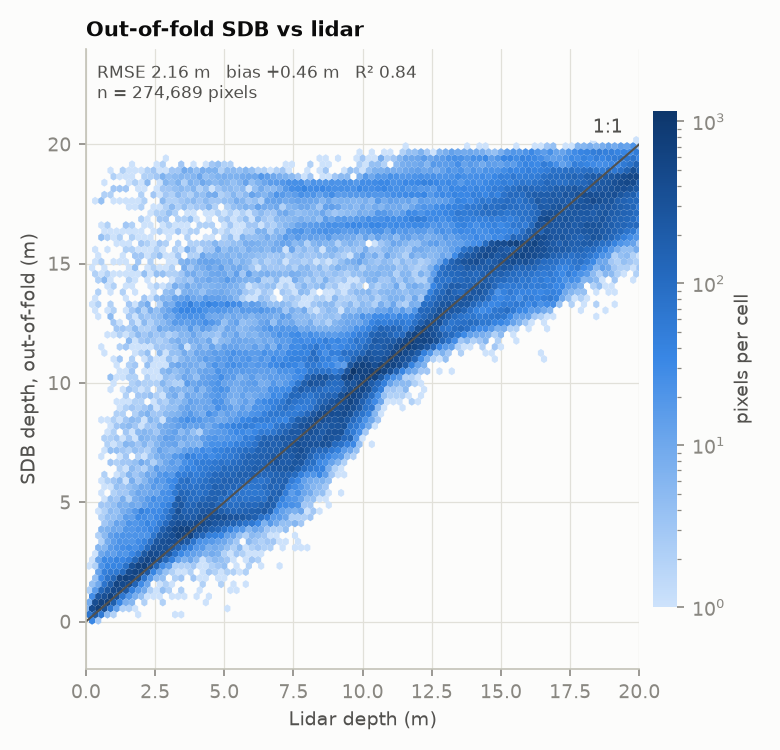 Out-of-fold SDB vs lidar
RMSE 2.16 m   bias +0.46 m   R² 0.84
n = 274,689 pixels
1:1
SDB depth, out-of-fold (m)
20
15
10
5
0
0.0 2.5 5.0 7.5 10.0 12.5 15.0 17.5 20.0
Lidar depth (m)
10³
10²
10¹
10⁰
pixels per cell